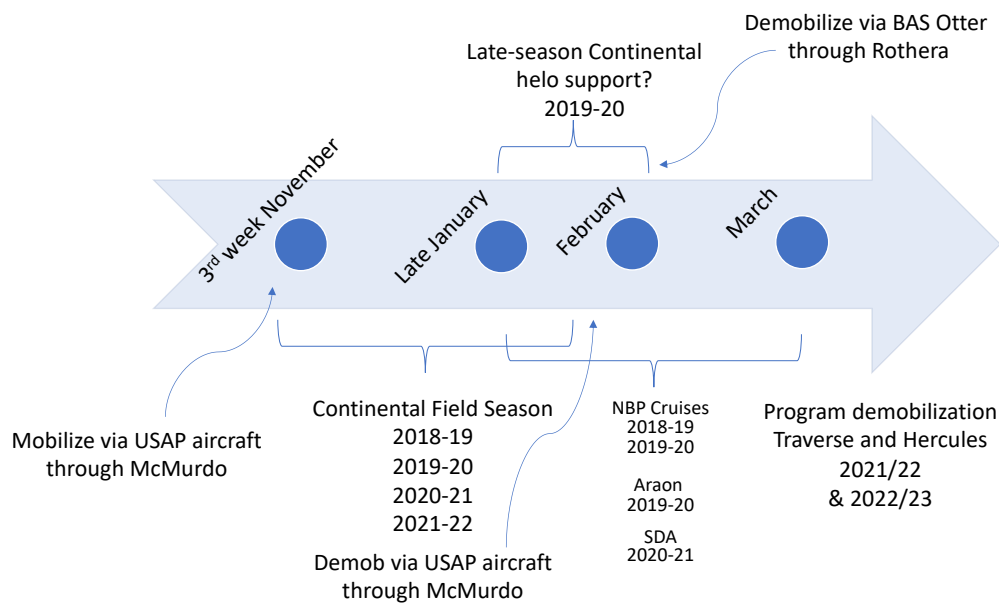 Demobilize via BAS Otter
through Rothera
Late-season Continental
helo support?
2019-20
3rd week November
Late January
February
March
Mobilize via USAP aircraft
through McMurdo
Continental Field Season
2018-19
2019-20
2020-21
2021-22
Demob via USAP aircraft
through McMurdo
NBP Cruises
2018-19
2019-20
Araon
2019-20
SDA
2020-21
Program demobilization
Traverse and Hercules
2021/22
& 2022/23